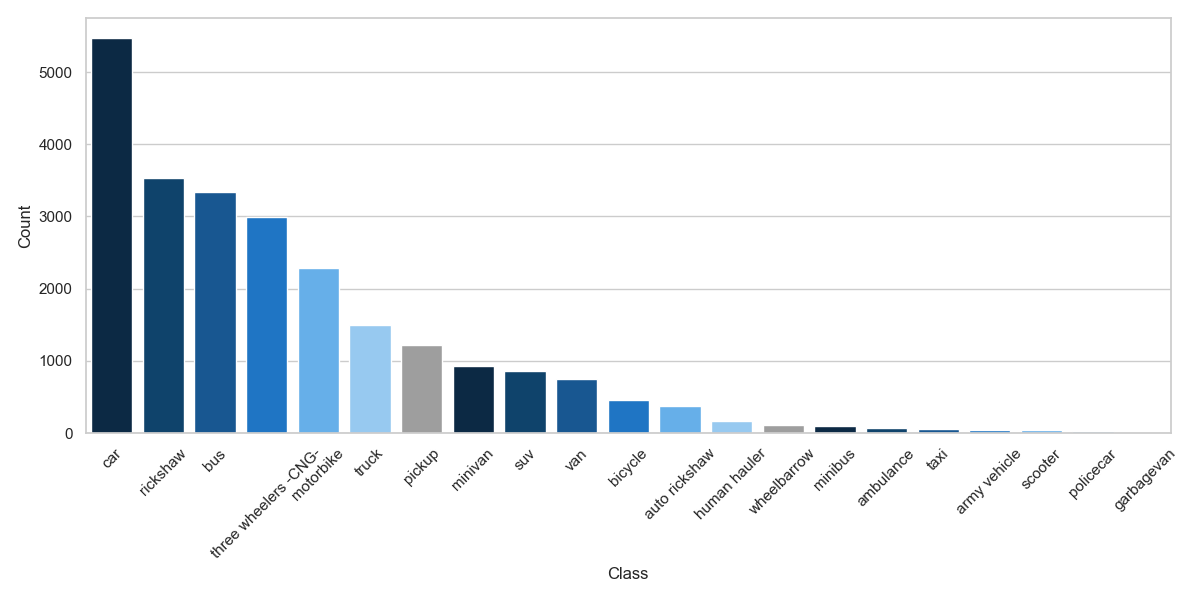 5000
4000
3000
2000
1000
0
Count
car
rickshaw
bus
three wheelers -CNG-
motorbike
truck
pickup
minivan
suv
van
bicycle
auto rickshaw
human hauler
wheelbarrow
minibus
ambulance
taxi
army vehicle
scooter
policecar
garbagevan
Class